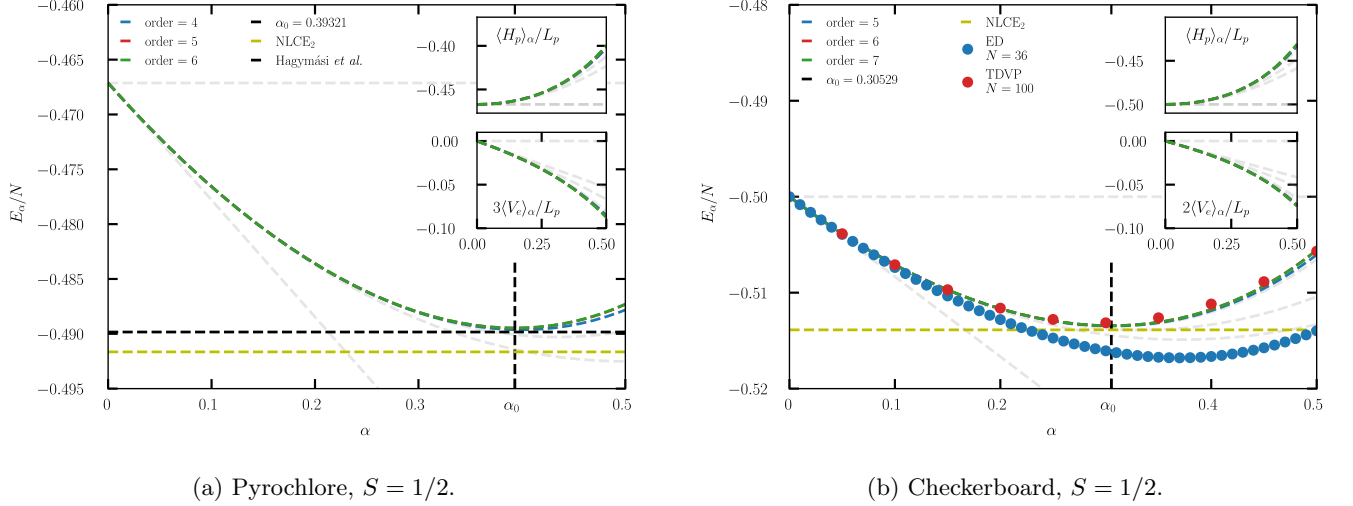 −0.460
−0.465
−0.470
−0.475
−0.480
−0.485
−0.490
−0.495
E_α/N
0
0.1
0.2
0.3
α_0
0.5
α
order = 4
order = 5
order = 6
α_0 = 0.39321
NLCE_2
Hagymási et al.
−0.40
−0.45
⟨H_p⟩_α/L_p
0.00
−0.05
−0.10
3⟨V_e⟩_α/L_p
0.00
0.25
0.50
(a) Pyrochlore, S = 1/2.
−0.48
−0.49
−0.50
−0.51
−0.52
E_α/N
0
0.1
0.2
α_0
0.4
0.5
α
order = 5
order = 6
order = 7
α_0 = 0.30529
NLCE_2
ED
N = 36
TDVP
N = 100
−0.45
−0.50
⟨H_p⟩_α/L_p
0.00
−0.05
−0.10
2⟨V_e⟩_α/L_p
0.00
0.25
0.50
(b) Checkerboard, S = 1/2.